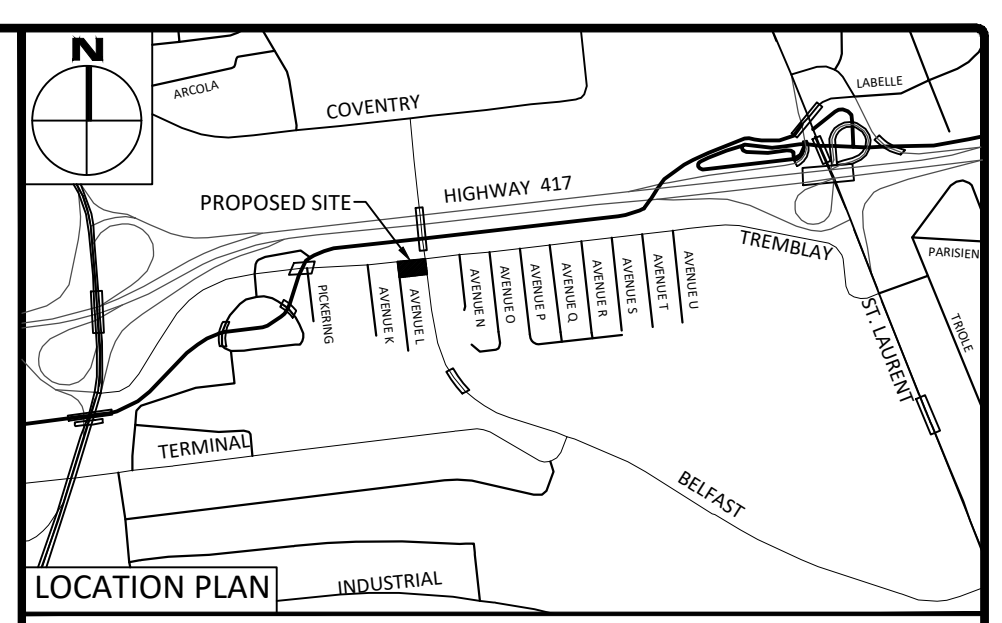 N
ARCOLA
COVENTRY
LABELLE
HIGHWAY 417
PROPOSED SITE
TREMBLAY
PARISIEN
PICKERING
AVENUE K
AVENUE L
AVENUE N
AVENUE O
AVENUE P
AVENUE Q
AVENUE R
AVENUE S
AVENUE T
AVENUE U
ST. LAURENT
TRIOLE
TERMINAL
BELFAST
INDUSTRIAL
LOCATION PLAN